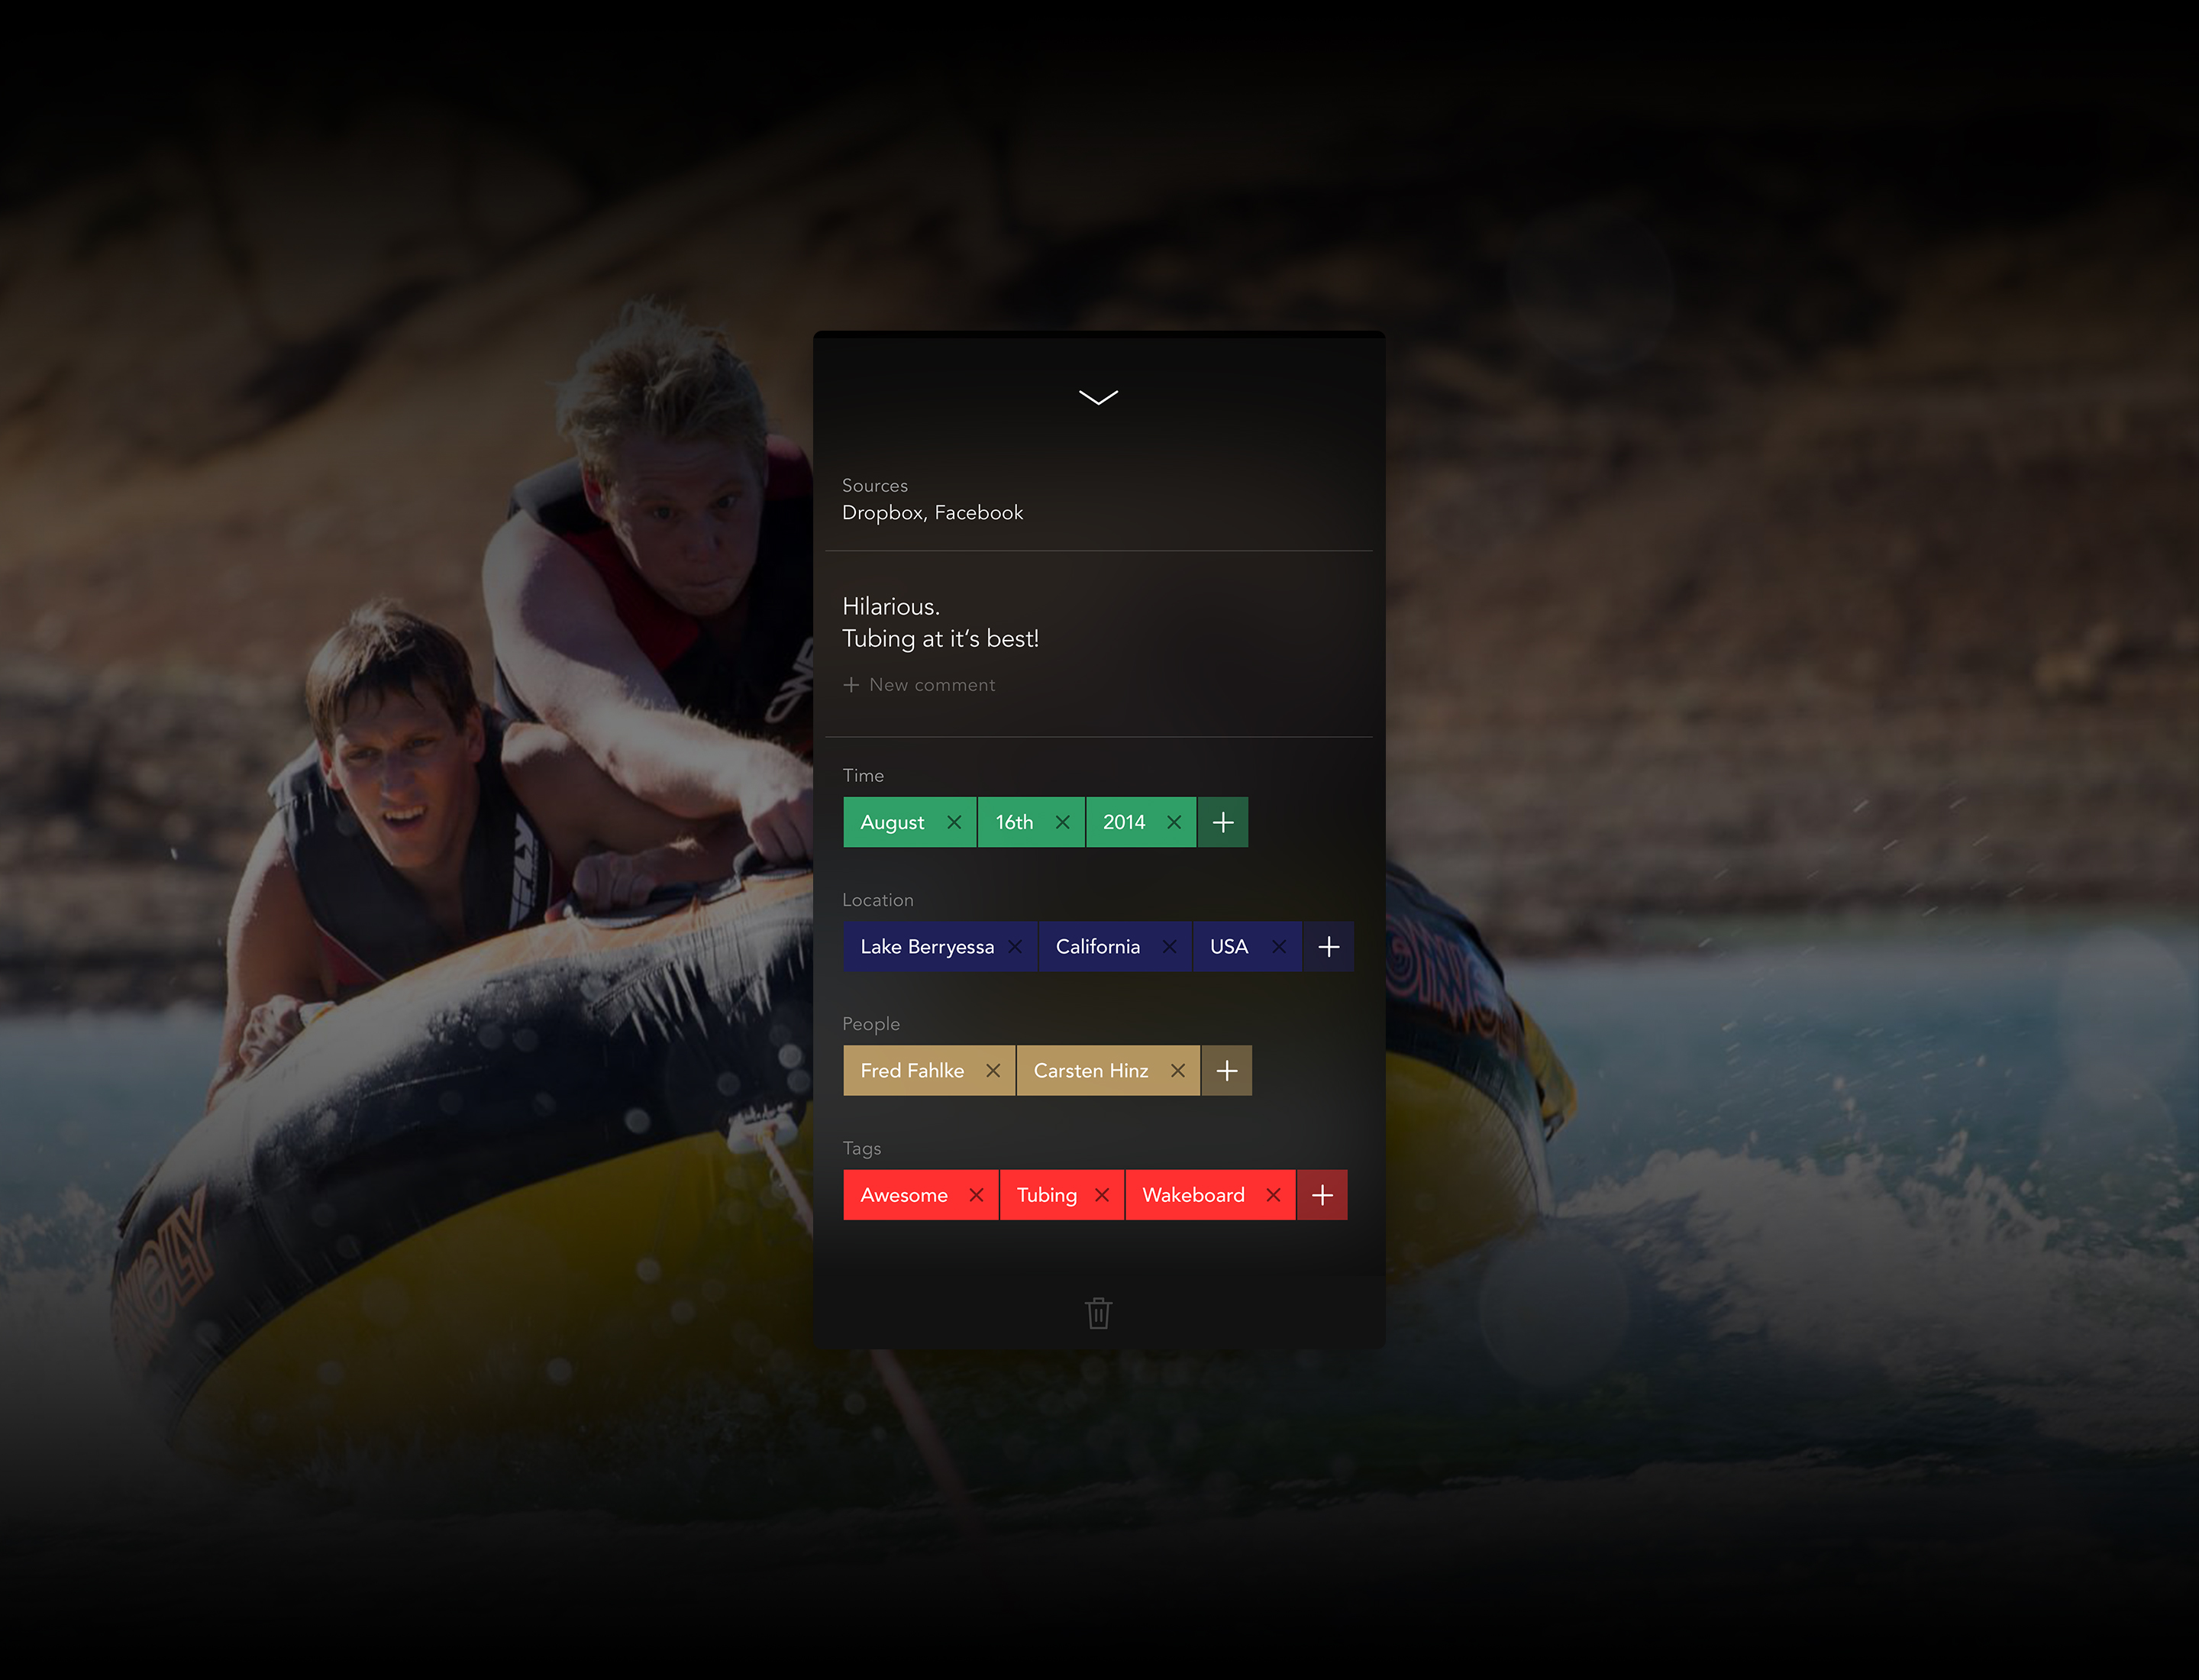 Sources
Dropbox, Facebook
Hilarious.
Tubing at it’s best!
+ New comment
Time
August × 16th × 2014 × +
Location
Lake Berryessa × California × USA × +
People
Fred Fahlke × Carsten Hinz × +
Tags
Awesome × Tubing × Wakeboard × +